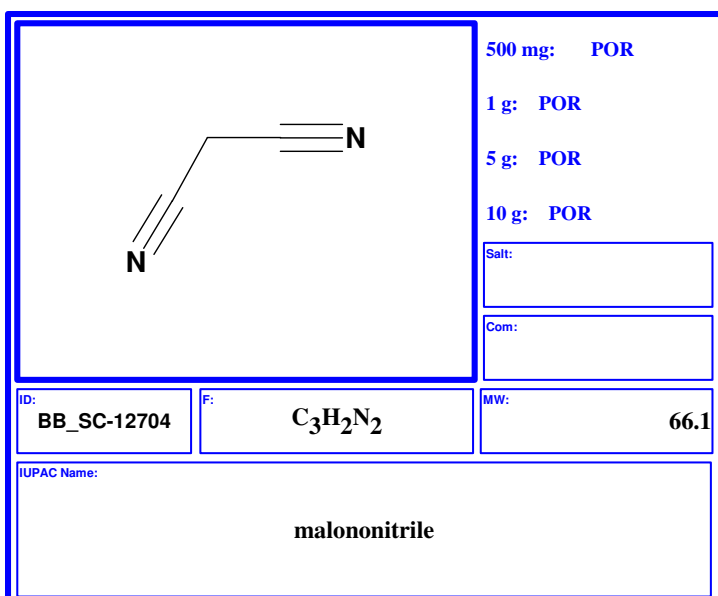 N
N
500 mg: POR
1 g: POR
5 g: POR
10 g: POR
Salt:
Com:
ID:
BB_SC-12704
F:
C3H2N2
MW:
66.1
IUPAC Name:
malononitrile